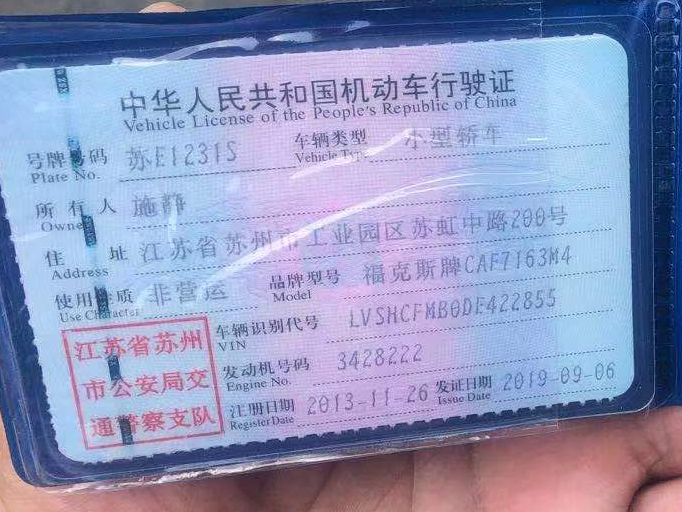 中华人民共和国机动车行驶证
Vehicle License of the People's Republic of China
号牌号码 苏E1231S 车辆类型 小型轿车
Plate No. Vehicle Type
所有人 施静
Owner
住址 江苏省苏州市工业园区苏虹中路200号
Address
使用性质 非营运 品牌型号 福克斯牌CAF7163M4
Use Character Model
车辆识别代号 LVSHCFMB0DF422855
VIN
发动机号码 3428222
Engine No.
注册日期 2013-11-26 发证日期 2019-09-06
Register Date Issue Date
江苏省苏州
市公安局交
通警察支队